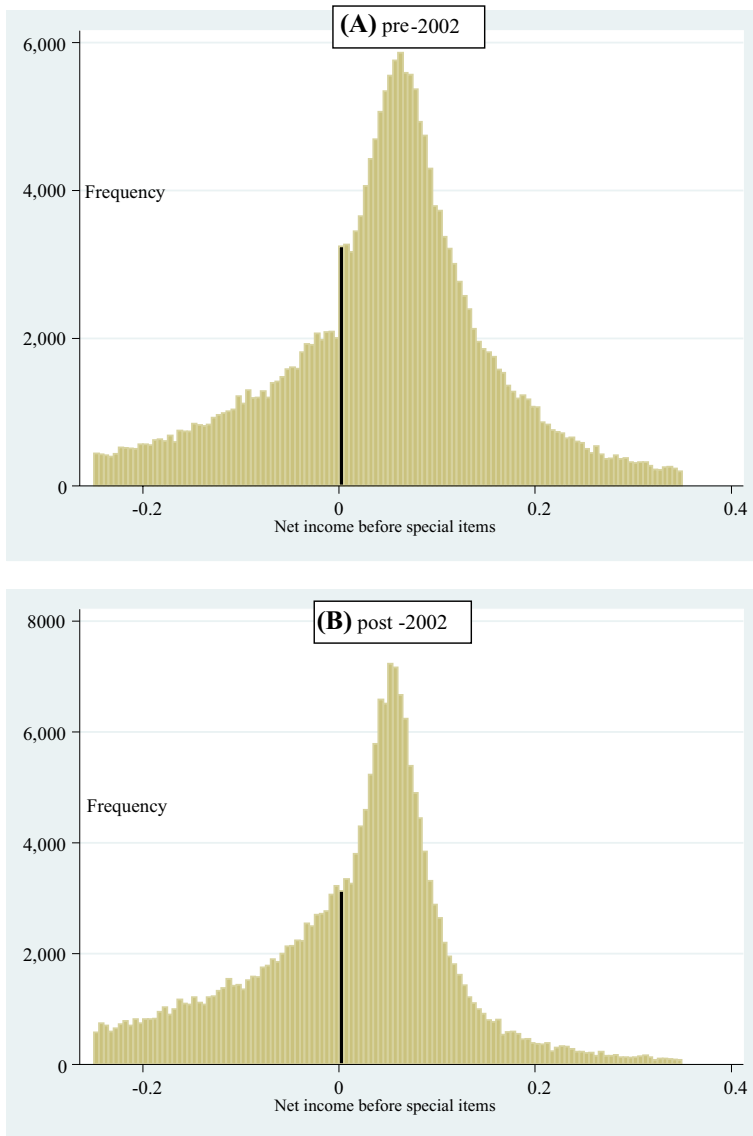 (A) pre-2002
6,000
Frequency
4,000
2,000
0
-0.2 0 0.2 0.4
Net income before special items
(B) post -2002
8000
6,000
Frequency
4,000
2,000
0
-0.2 0 0.2 0.4
Net income before special items